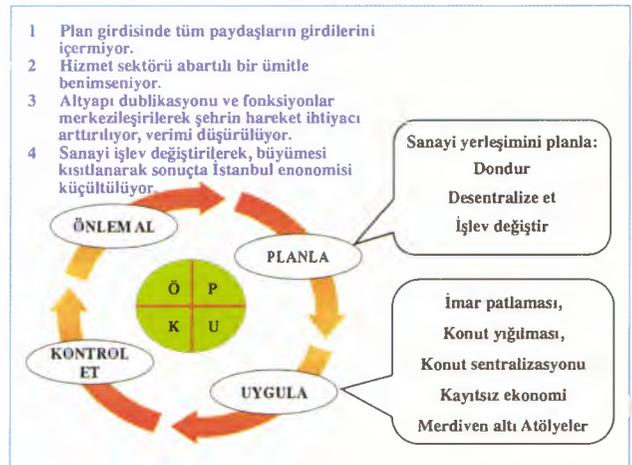 1 Plan girdisinde tüm paydaşların girdilerini
içermiyor.
2 Hizmet sektörü abartılı bir ümitle
benimseniyor.
3 Altyapı dublikasyonu ve fonksiyonlar
merkezileşirilerek şehrin hareket ihtiyacı
arttırılıyor, verimi düşürülüyor.
4 Sanayi işlev değiştirilerek, büyümesi
kısıtlanarak sonuçta İstanbul enonomisi
küçültülüyor.
Sanayi yerleşimini planla:
Dondur
Desentralize et
İşlev değiştir
ÖNLEM AL
PLANLA
Ö P
K U
KONTROL
ET
UYGULA
İmar patlaması,
Konut yığılması,
Konut sentralizasyonu
Kayıtsız ekonomi
Merdiven altı Atölyeler